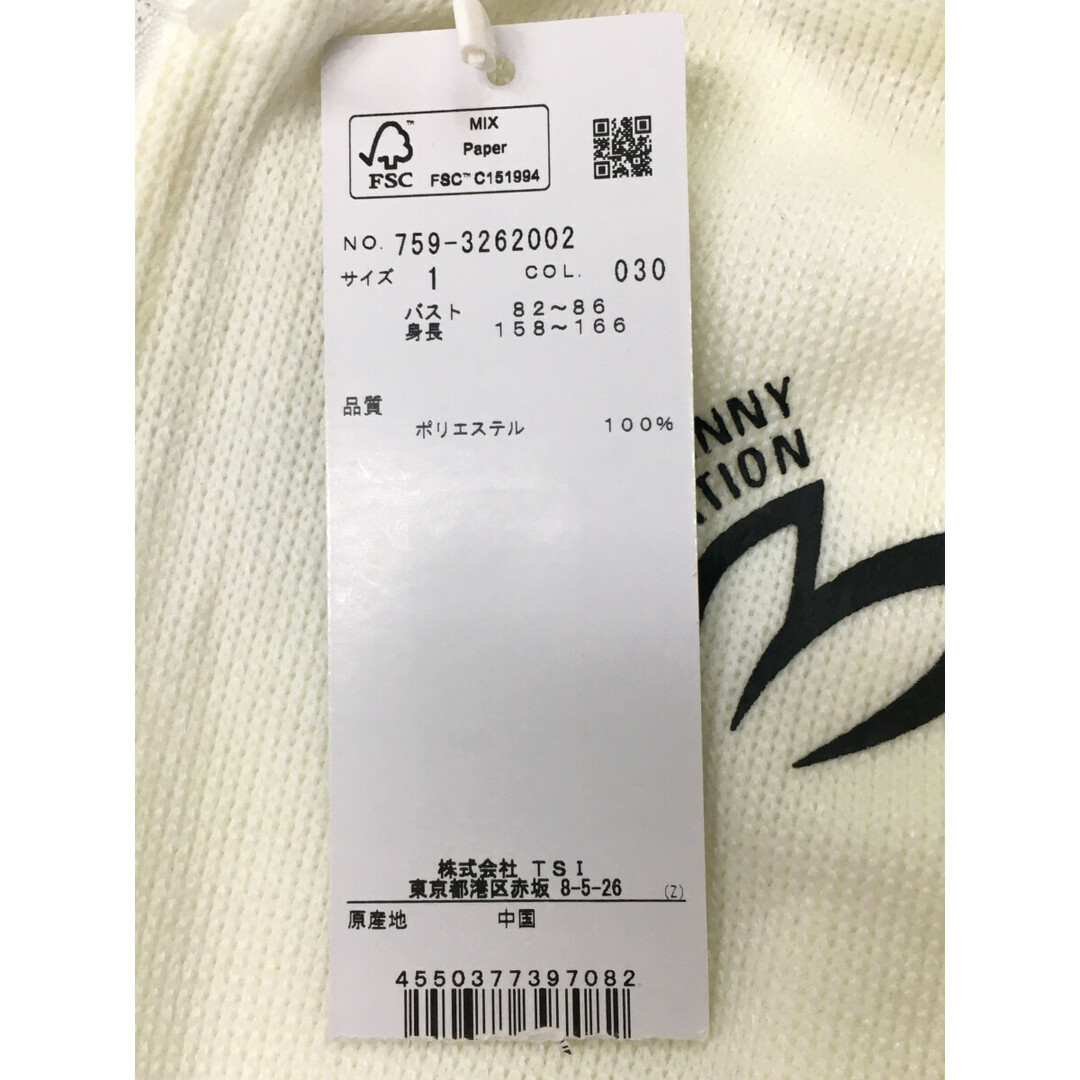 MIX
Paper
FSC™ C151994
FSC
NO. 759-3262002
サイズ 1 COL. 030
バスト 82～86
身長 158～166
品質
ポリエステル 100%
NNY
TION
株式会社 TSI
東京都港区赤坂 8-5-26 (Z)
原産地 中国
4550377397082